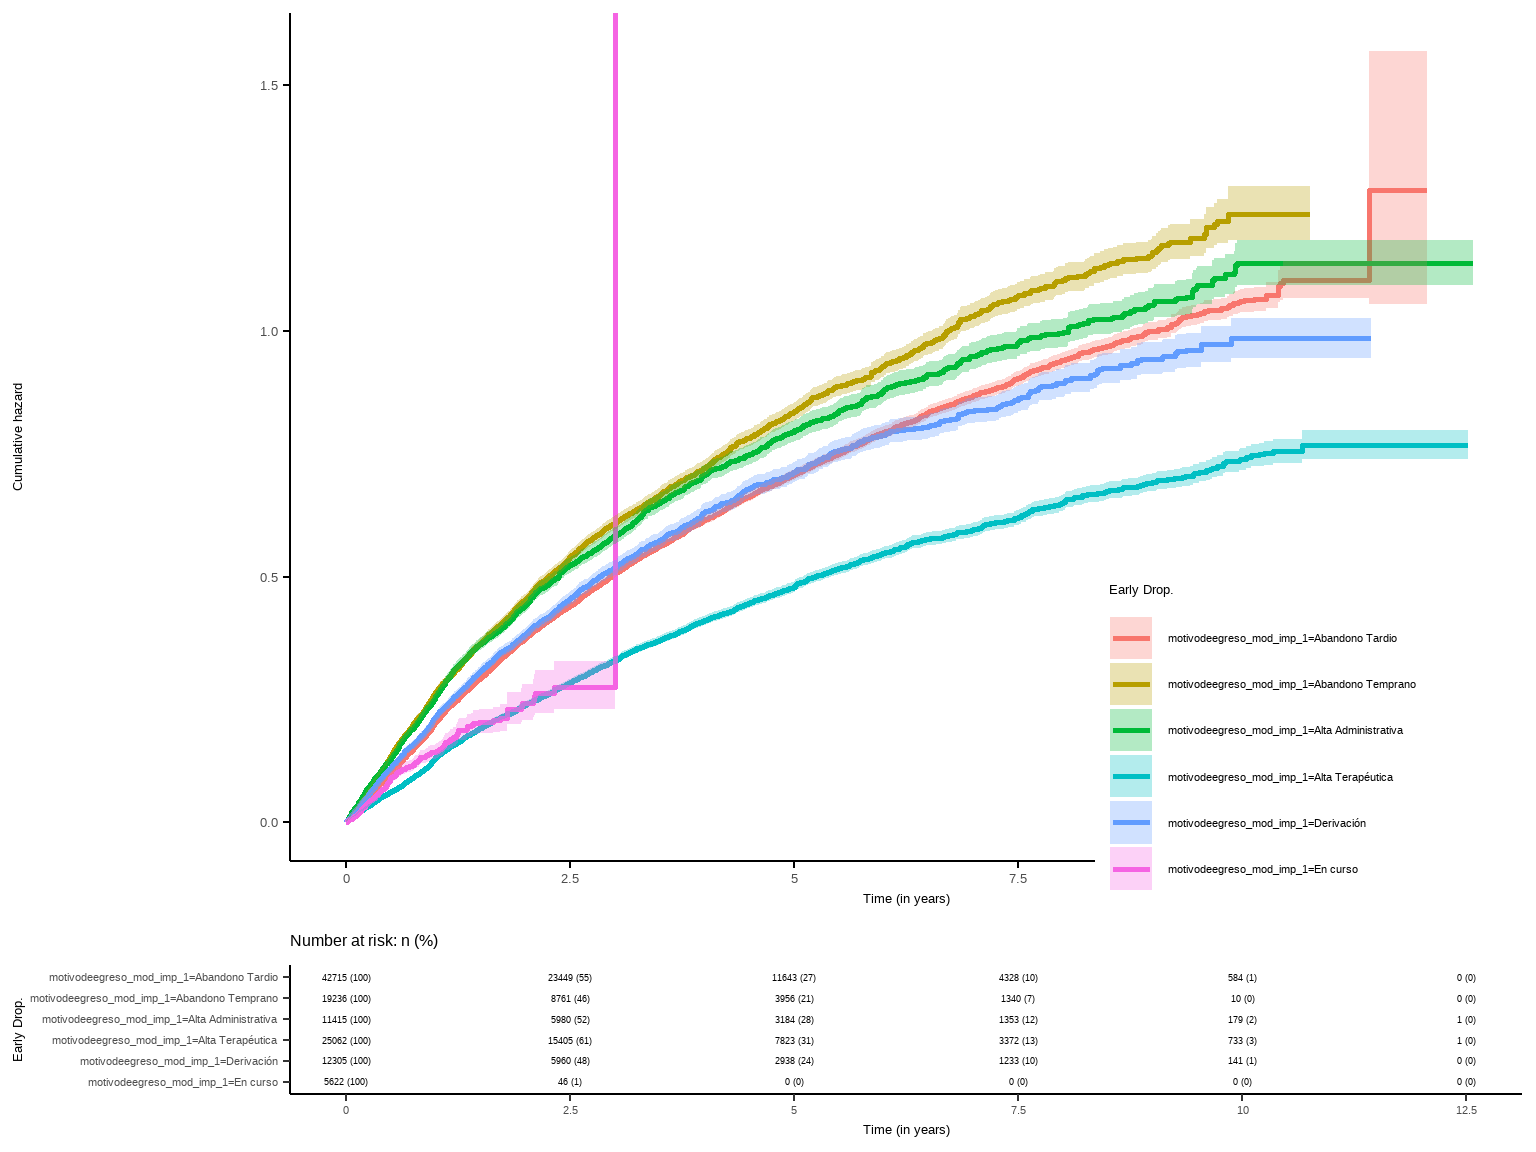 1.5
1.0
0.5
0.0
Cumulative hazard
0
2.5
5
7.5
Time (in years)
Early Drop.
motivodeegreso_mod_imp_1=Abandono Tardio
motivodeegreso_mod_imp_1=Abandono Temprano
motivodeegreso_mod_imp_1=Alta Administrativa
motivodeegreso_mod_imp_1=Alta Terapéutica
motivodeegreso_mod_imp_1=Derivación
motivodeegreso_mod_imp_1=En curso
Number at risk: n (%)
Early Drop.
motivodeegreso_mod_imp_1=Abandono Tardio 42715 (100) 23449 (55) 11643 (27) 4328 (10) 584 (1) 0 (0)
motivodeegreso_mod_imp_1=Abandono Temprano 19236 (100) 8761 (46) 3956 (21) 1340 (7) 10 (0) 0 (0)
motivodeegreso_mod_imp_1=Alta Administrativa 11415 (100) 5980 (52) 3184 (28) 1353 (12) 179 (2) 1 (0)
motivodeegreso_mod_imp_1=Alta Terapéutica 25062 (100) 15405 (61) 7823 (31) 3372 (13) 733 (3) 1 (0)
motivodeegreso_mod_imp_1=Derivación 12305 (100) 5960 (48) 2938 (24) 1233 (10) 141 (1) 0 (0)
motivodeegreso_mod_imp_1=En curso 5622 (100) 46 (1) 0 (0) 0 (0) 0 (0) 0 (0)
0 2.5 5 7.5 10 12.5
Time (in years)